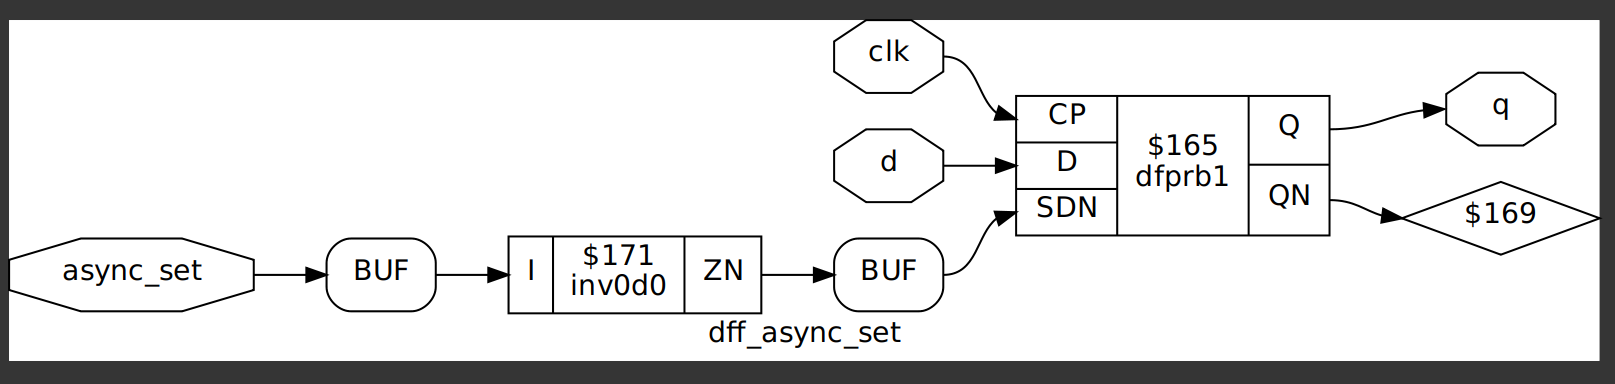 clk
d
async_set
BUF
I
$171
inv0d0
ZN
BUF
CP
D
SDN
$165
dfprb1
Q
QN
q
$169
dff_async_set